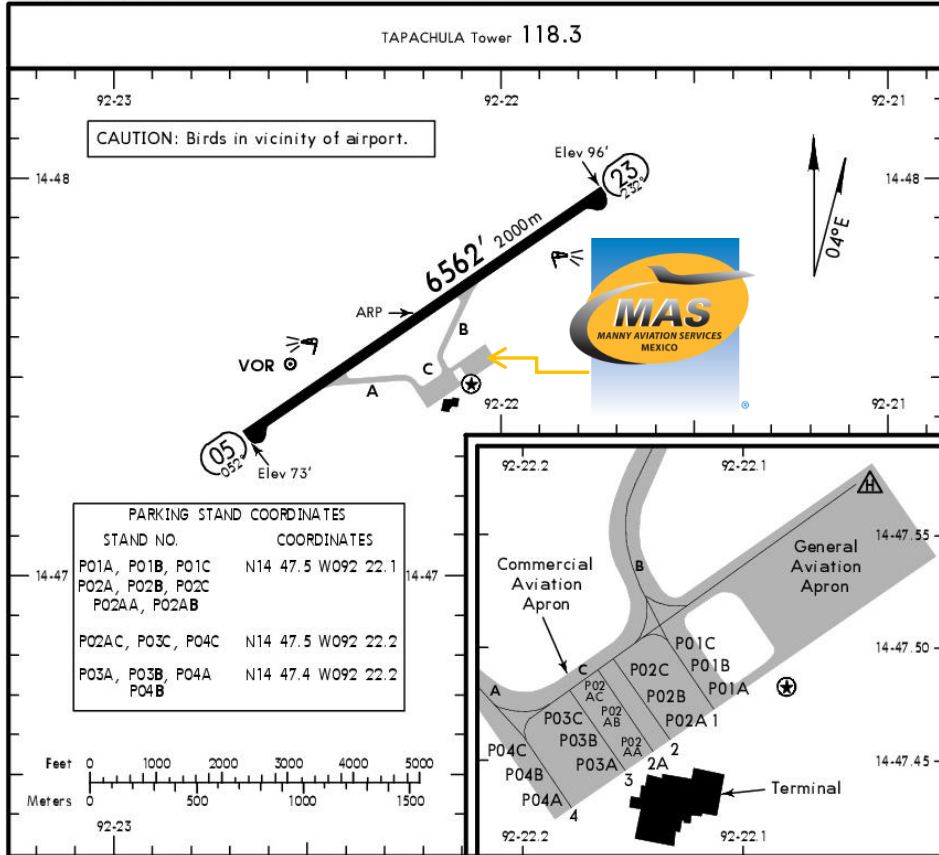 TAPACHULA Tower 118.3
92-23
92-22
92-21
CAUTION: Birds in vicinity of airport.
Elev 96'
23
232°
14-48
14-48
04°E
6562' 2000m
ARP
B
MAS
MANNY AVIATION SERVICES
MEXICO
®
VOR
A
C
92-22
92-21
05
052°
Elev 73'
PARKING STAND COORDINATES
STAND NO. COORDINATES
P01A, P01B, P01C N14 47.5 W092 22.1
P02A, P02B, P02C
P02AA, P02AB
P02AC, P03C, P04C N14 47.5 W092 22.2
P03A, P03B, P04A N14 47.4 W092 22.2
P04B
14-47
14-47
Feet 0 1000 2000 3000 4000 5000
Meters 0 500 1000 1500
92-23
92-22.2
92-22.1
H
14-47.55
General
Aviation
Apron
Commercial
Aviation
Apron
B
14-47.50
P01C
P01B
P01A
C
A
P02C
P02B
P02A
1
P02
AC
P02
AB
P02
AA
2
2A
P03C
P03B
P03A
3
P04C
P04B
P04A
4
14-47.45
Terminal
92-22.2
92-22.1